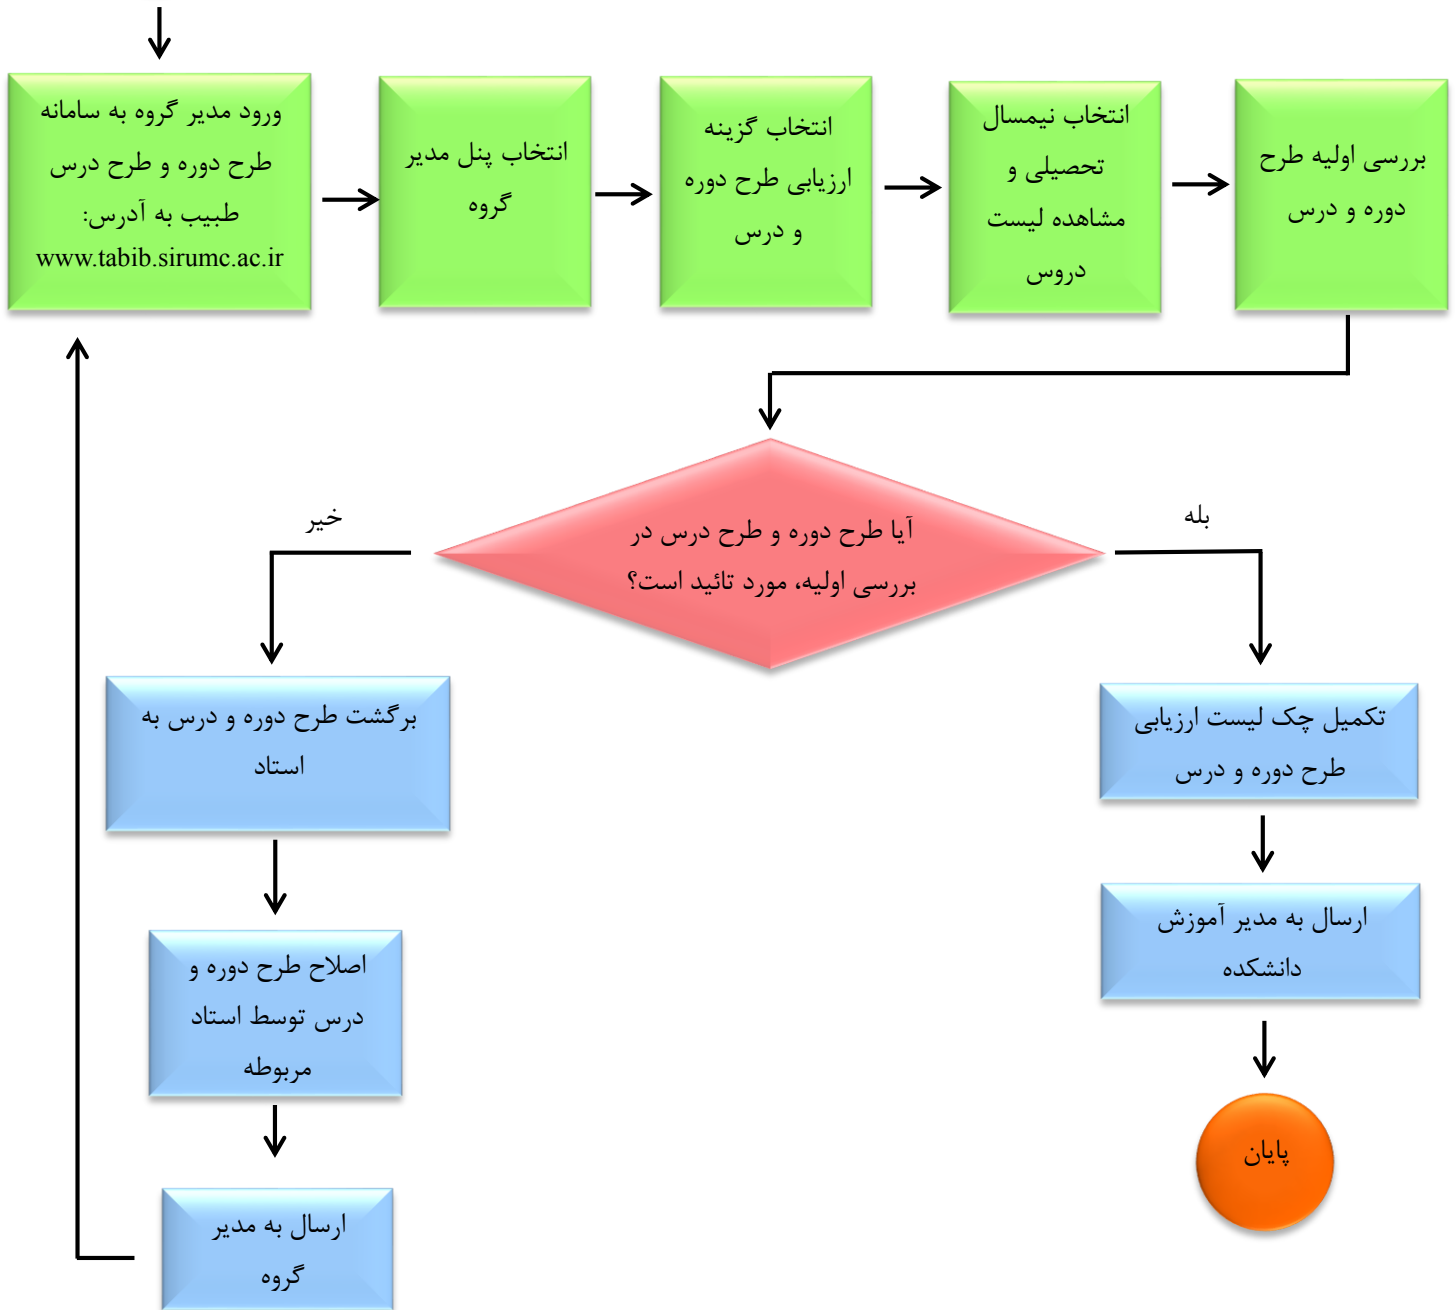 ورود مدیر گروه به سامانه
طرح دوره و طرح درس
طبیب به آدرس:
www.tabib.sirumc.ac.ir
انتخاب پنل مدیر
گروه
انتخاب گزینه
ارزیابی طرح دوره
و درس
انتخاب نیمسال
تحصیلی و
مشاهده لیست
دروس
بررسی اولیه طرح
دوره و درس
آیا طرح دوره و طرح درس در
بررسی اولیه، مورد تائید است؟
خیر
بله
برگشت طرح دوره و درس به
استاد
اصلاح طرح دوره و
درس توسط استاد
مربوطه
ارسال به مدیر
گروه
تکمیل چک لیست ارزیابی
طرح دوره و درس
ارسال به مدیر آموزش
دانشکده
پایان